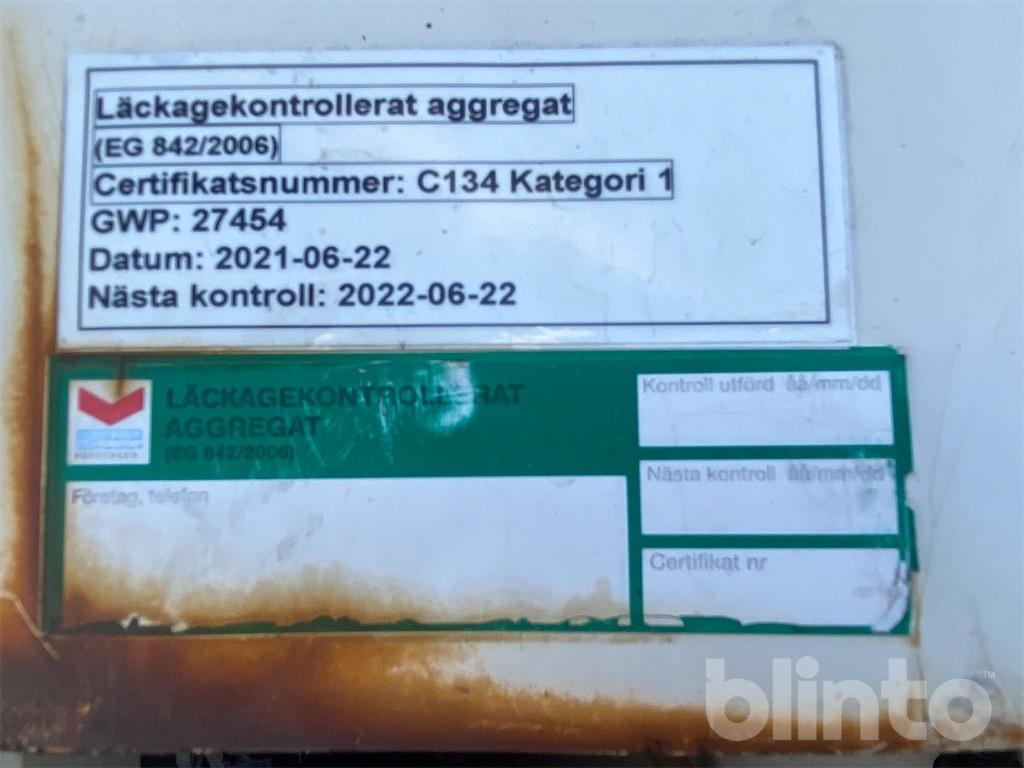 Läckagekontrollerat aggregat
(EG 842/2006)
Certifikatsnummer: C134 Kategori 1
GWP: 27454
Datum: 2021-06-22
Nästa kontroll: 2022-06-22
LÄCKAGEKONTROLLERAT
AGGREGAT
(EG 842/2006)
Företag, telefon
Kontroll utförd åå/mm/dd
Nästa kontroll åå/mm/dd
Certifikat nr
blinto™